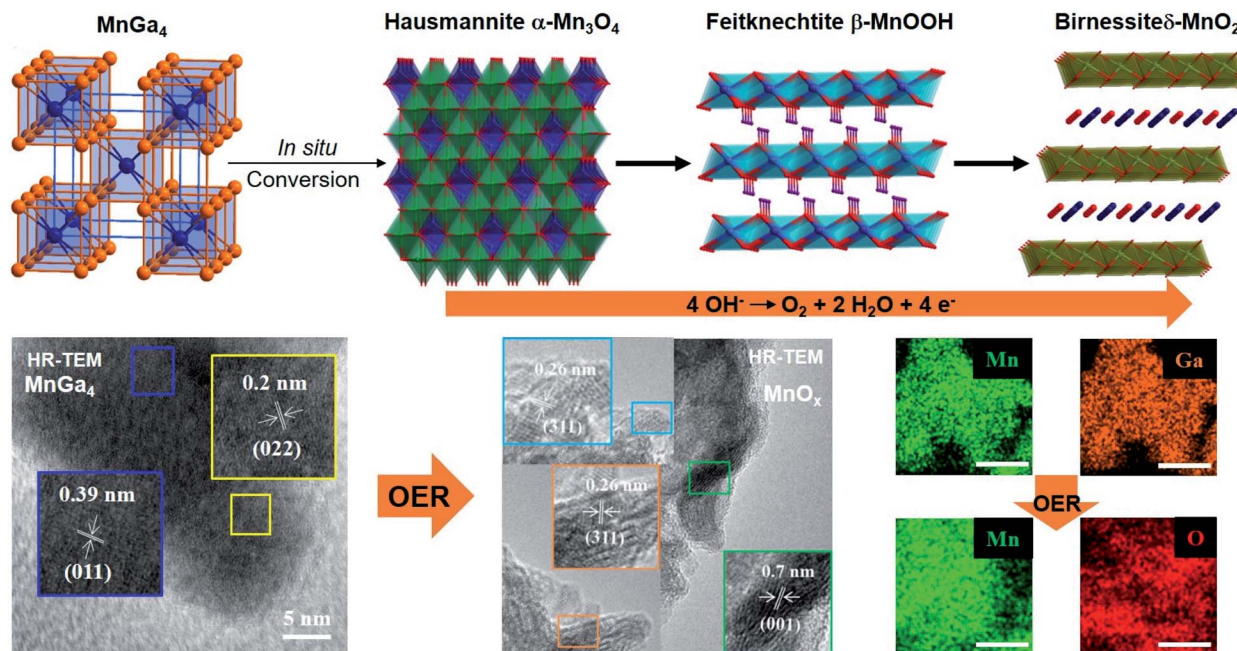 MnGa₄
Hausmannite α-Mn₃O₄
Feitknechtite β-MnOOH
Birnessiteδ-MnO₂
In situ
Conversion
4 OH⁻ → O₂ + 2 H₂O + 4 e⁻
HR-TEM
MnGa₄
0.2 nm
(022)
0.39 nm
(011)
5 nm
OER
HR-TEM
MnOₓ
0.26 nm
(311)
0.26 nm
(311)
0.7 nm
(001)
Mn
Ga
OER
Mn
O